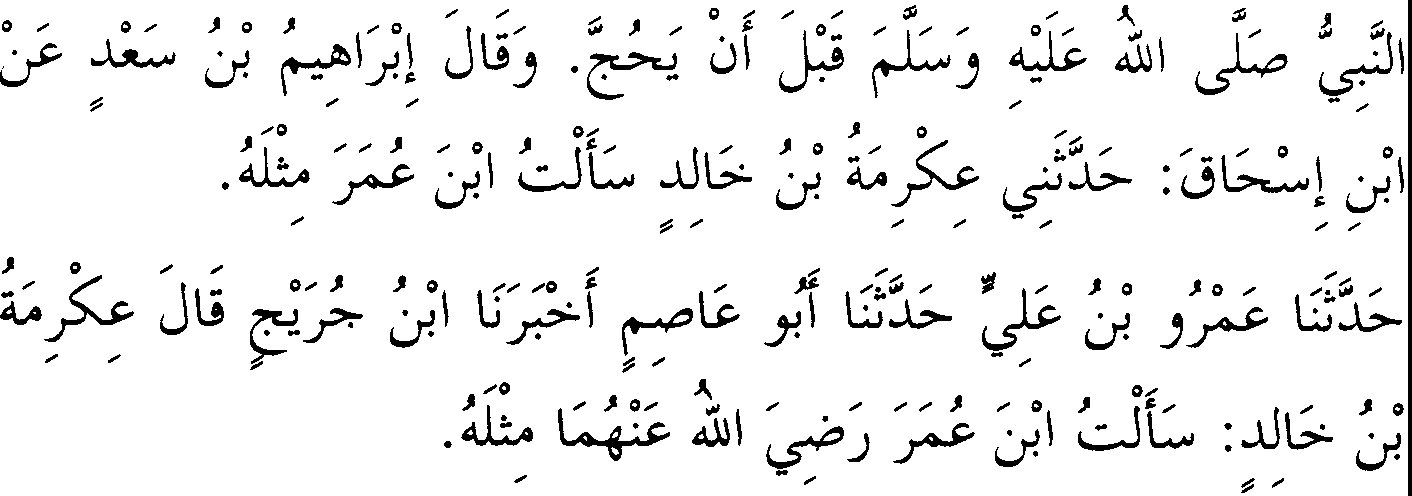 النَّبِيُّ صَلَّى اللهُ عَلَيْهِ وَسَلَّمَ قَبْلَ أَنْ يَحُجَّ. وَقَالَ إِبْرَاهِيمُ بْنُ سَعْدٍ عَنْ
ابْنِ إِسْحَاقَ: حَدَّثَنِي عِكْرِمَةُ بْنُ خَالِدٍ سَأَلْتُ ابْنَ عُمَرَ مِثْلَهُ.
حَدَّثَنَا عَمْرُو بْنُ عَلِيٍّ حَدَّثَنَا أَبُو عَاصِمٍ أَخْبَرَنَا ابْنُ جُرَيْجٍ قَالَ عِكْرِمَةُ
بْنُ خَالِدٍ: سَأَلْتُ ابْنَ عُمَرَ رَضِيَ اللهُ عَنْهُمَا مِثْلَهُ.